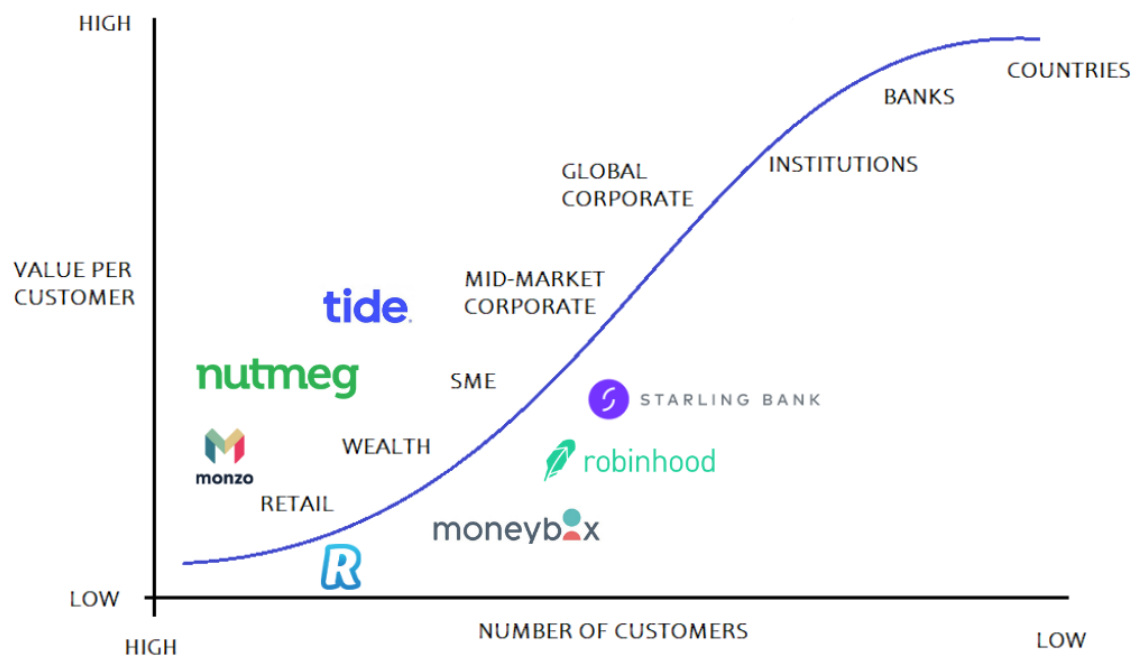 HIGH
COUNTRIES
BANKS
INSTITUTIONS
GLOBAL
CORPORATE
VALUE PER
CUSTOMER
MID-MARKET
CORPORATE
tide
nutmeg
SME
STARLING BANK
monzo
WEALTH
robinhood
RETAIL
moneybox
R
LOW
HIGH
NUMBER OF CUSTOMERS
LOW